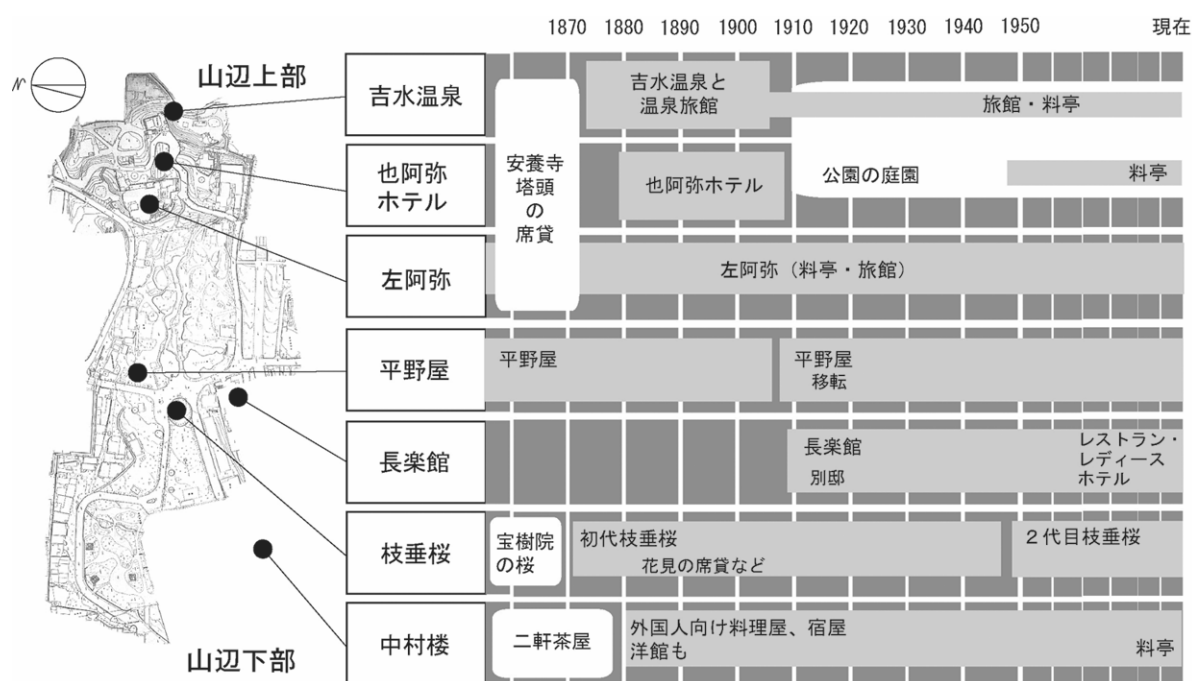 1870 1880 1890 1900 1910 1920 1930 1940 1950 現在
N
山辺上部
吉水温泉
吉水温泉と
温泉旅館
旅館・料亭
安養寺
塔頭
の
席貸
也阿弥
ホテル
也阿弥ホテル
公園の庭園
料亭
左阿弥
左阿弥（料亭・旅館）
平野屋
平野屋
平野屋
移転
長楽館
長楽館
別邸
レストラン・
レディース
ホテル
枝垂桜
宝樹院
の桜
初代枝垂桜
花見の席貸など
２代目枝垂桜
中村楼
二軒茶屋
外国人向け料理屋、宿屋
洋館も
料亭
山辺下部